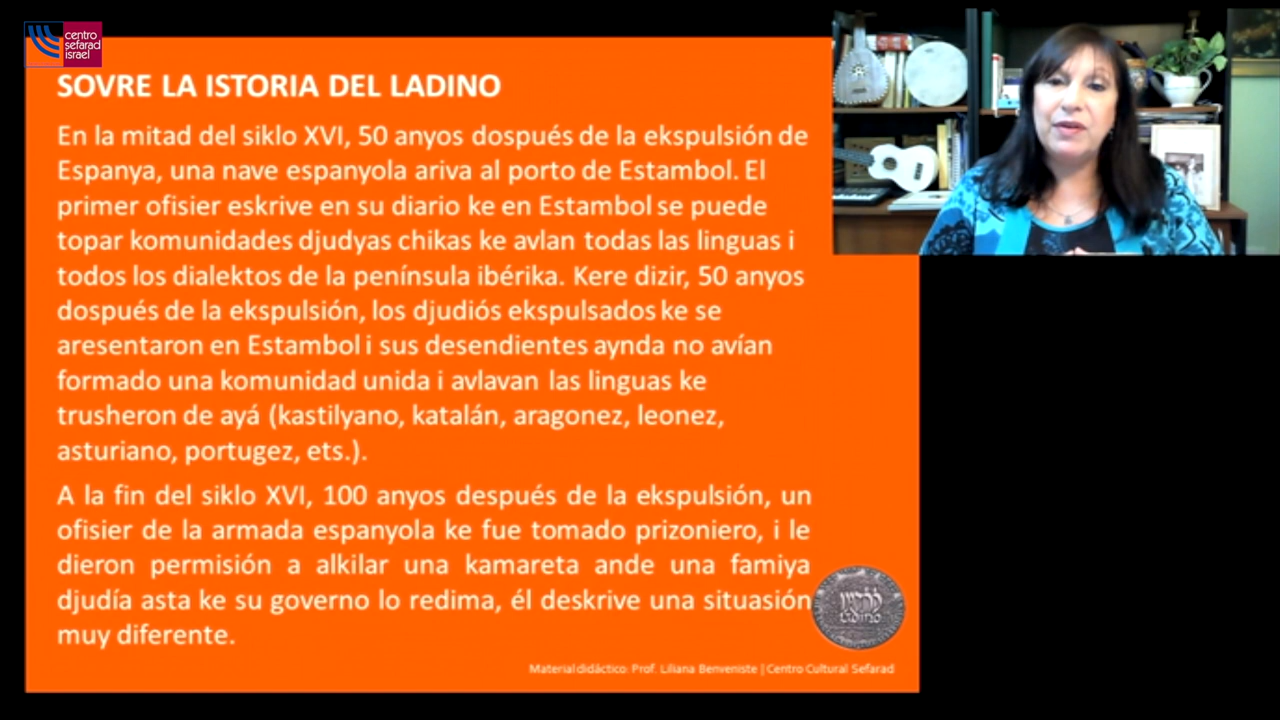 centro
sefarad
israel
SOVRE LA ISTORIA DEL LADINO
En la mitad del siklo XVI, 50 anyos dospués de la ekspulsión de
Espanya, una nave espanyola ariva al porto de Estambol. El
primer ofisier eskrive en su diario ke en Estambol se puede
topar komunidades djudyas chikas ke avlan todas las linguas i
todos los dialektos de la península ibérika. Kere dizir, 50 anyos
dospués de la ekspulsión, los djudiós ekspulsados ke se
aresentaron en Estambol i sus desendientes aynda no avían
formado una komunidad unida i avlavan las linguas ke
trusheron de ayá (kastilyano, katalán, aragonez, leonez,
asturiano, portugez, ets.).
A la fin del siklo XVI, 100 anyos después de la ekspulsión, un
ofisier de la armada espanyola ke fue tomado prizoniero, i le
dieron permisión a alkilar una kamareta ande una famiya
djudía asta ke su governo lo redima, él deskrive una situasión
muy diferente.
Ladino
Material didáctico: Prof. Liliana Benveniste | Centro Cultural Sefarad